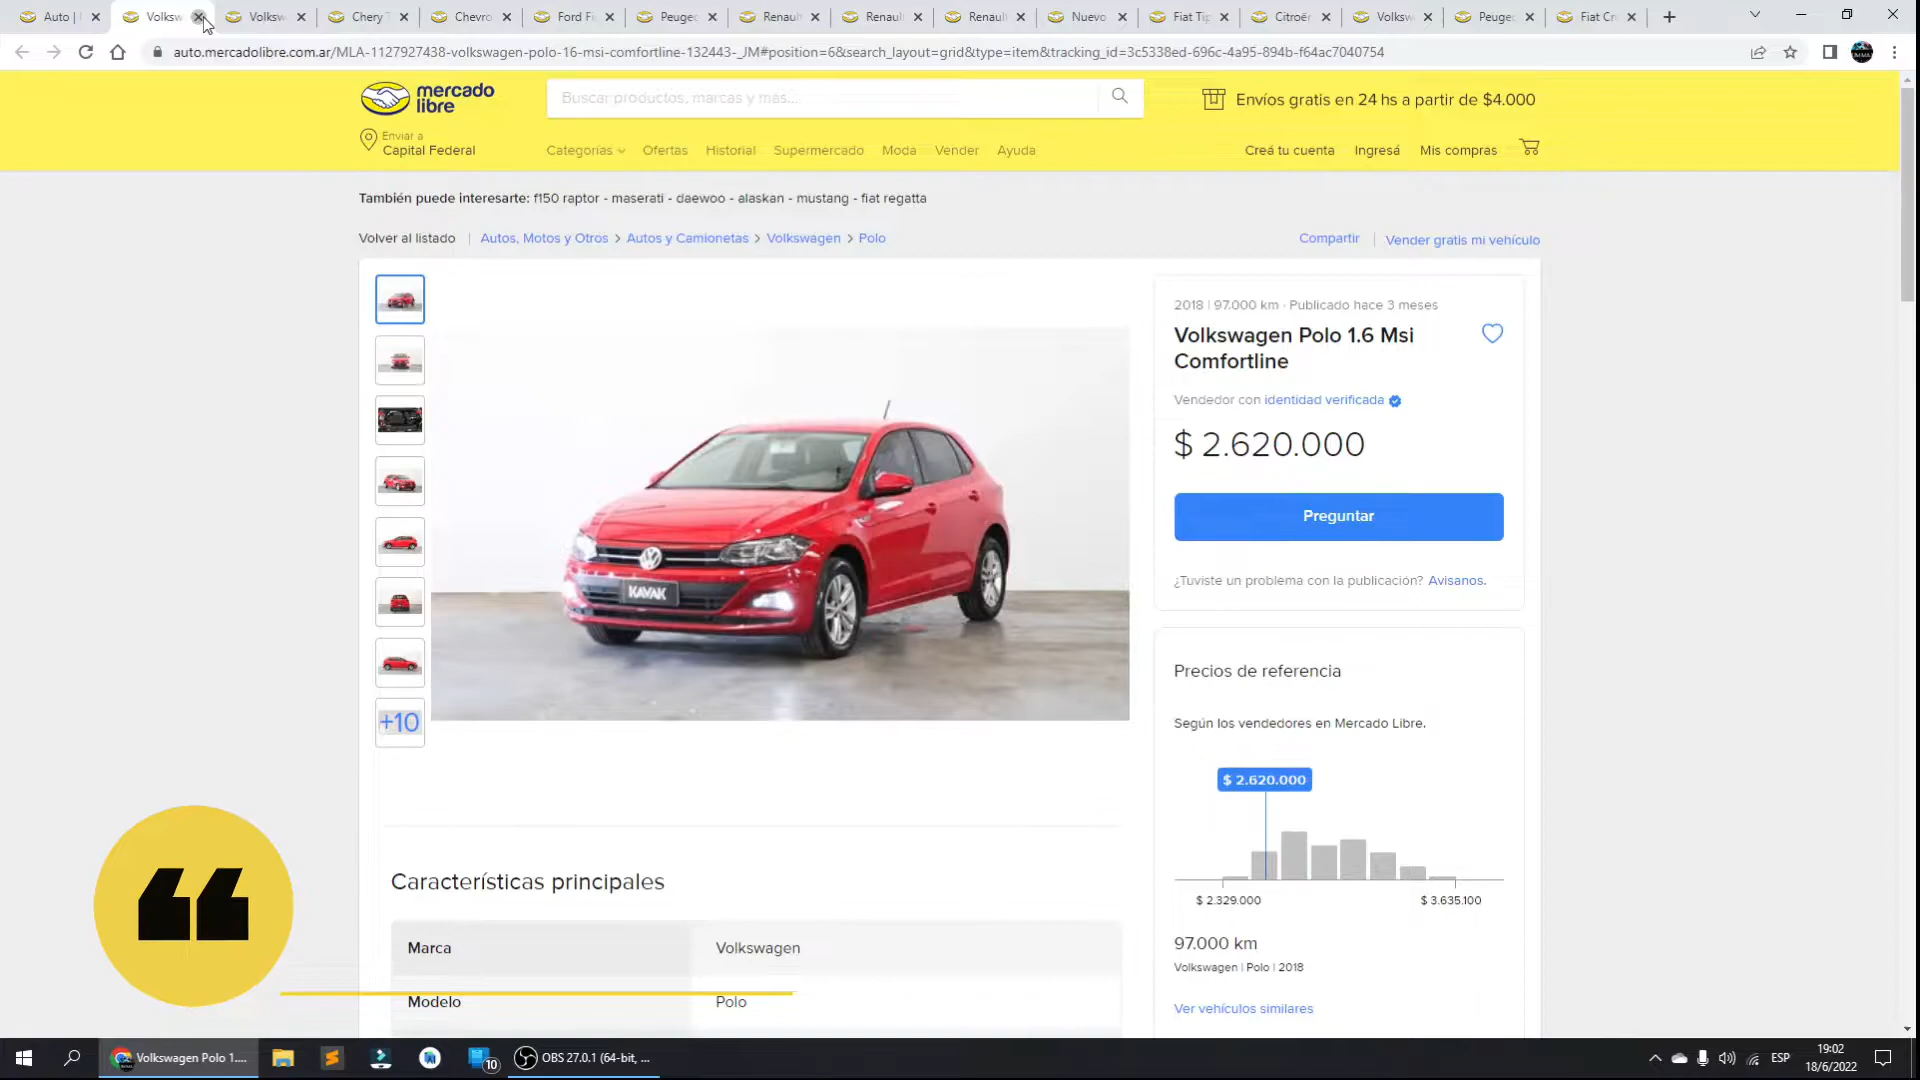 Auto |
Volksw
Volksw
Chery
Chevro
Ford Fi
Peugeo
Renaul
Renaul
Renaul
Nuevo
Fiat Tip
Citroën
Volksw
Peugeo
Fiat Cro
auto.mercadolibre.com.ar/MLA-1127927438-volkswagen-polo-16-msi-comfortline-132443-_JM#position=6&search_layout=grid&type=item&tracking_id=3c5338ed-696c-4a95-894b-f64ac7040754
mercado
libre
Buscar productos, marcas y más...
Envíos gratis en 24 hs a partir de $4.000
Enviar a
Capital Federal
Categorías
Ofertas
Historial
Supermercado
Moda
Vender
Ayuda
Creá tu cuenta
Ingresá
Mis compras
También puede interesarte: f150 raptor - maserati - daewoo - alaskan - mustang - fiat regatta
Volver al listado | Autos, Motos y Otros > Autos y Camionetas > Volkswagen > Polo
Compartir | Vender gratis mi vehículo
2018 | 97.000 km · Publicado hace 3 meses
Volkswagen Polo 1.6 Msi
Comfortline
Vendedor con identidad verificada
$ 2.620.000
Preguntar
¿Tuviste un problema con la publicación? Avisanos.
KAVAK
+10
Precios de referencia
Según los vendedores en Mercado Libre.
$ 2.620.000
$ 2.329.000
$ 3.635.100
97.000 km
Volkswagen | Polo | 2018
Ver vehículos similares
Características principales
Marca
Volkswagen
Modelo
Polo
Volkswagen Polo 1....
10
OBS 27.0.1 (64-bit, ...
ESP
19:02
18/6/2022